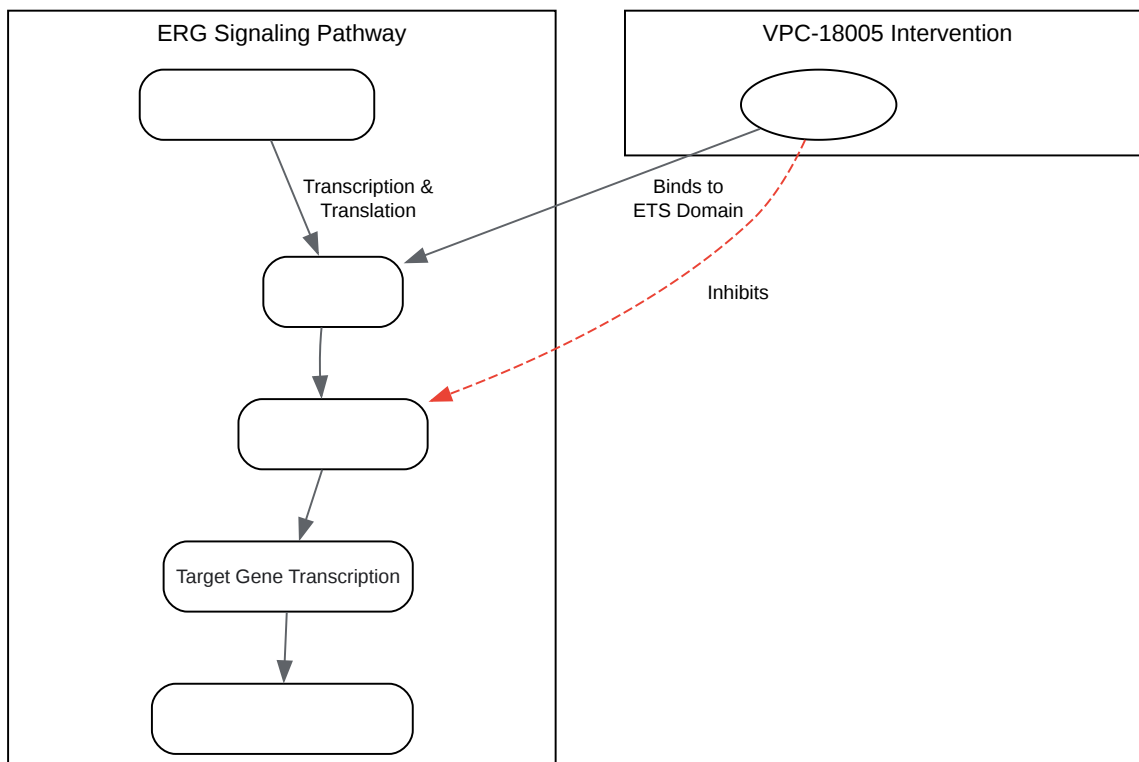 ERG Signaling Pathway
VPC-18005 Intervention
Transcription &
Translation
Binds to
ETS Domain
Inhibits
Target Gene Transcription